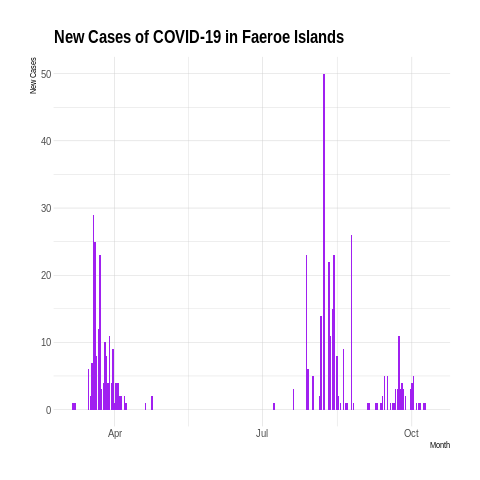 New Cases of COVID-19 in Faeroe Islands
New Cases
50
40
30
20
10
0
Apr
Jul
Oct
Month